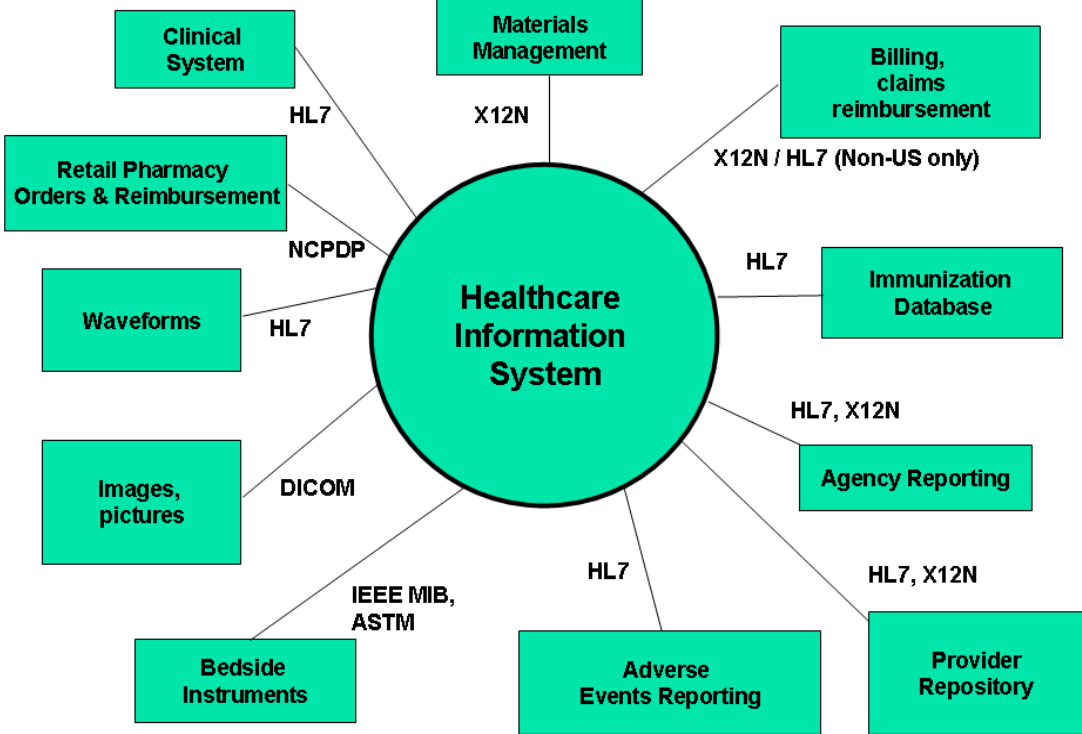 Clinical
System
Materials
Management
Billing,
claims
reimbursement
HL7
X12N
X12N / HL7 (Non-US only)
Retail Pharmacy
Orders & Reimbursement
NCPDP
HL7
Immunization
Database
Waveforms
HL7
Healthcare
Information
System
HL7, X12N
Agency Reporting
Images,
pictures
DICOM
HL7
HL7, X12N
IEEE MIB,
ASTM
Bedside
Instruments
Adverse
Events Reporting
Provider
Repository